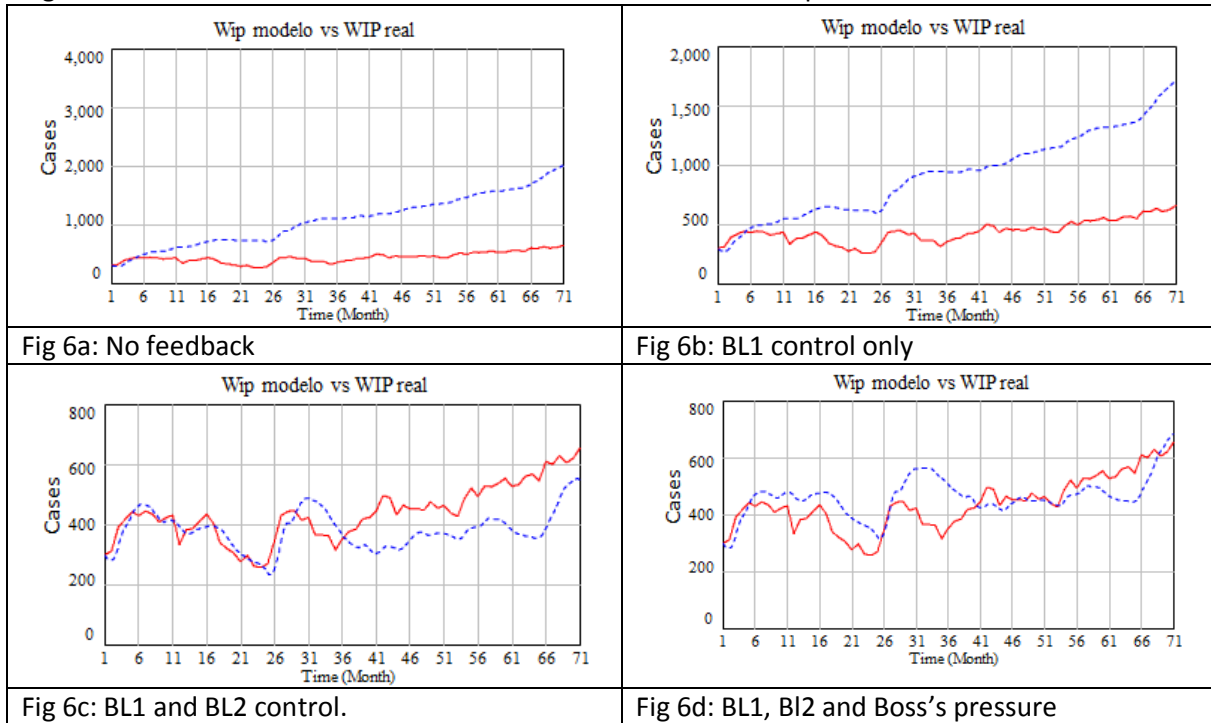 Wip modelo vs WIP real
4,000
3,000
2,000
1,000
0
Cases
1 6 11 16 21 26 31 36 41 46 51 56 61 66 71
Time (Month)
Fig 6a: No feedback
Wip modelo vs WIP real
2,000
1,500
1,000
500
0
Cases
1 6 11 16 21 26 31 36 41 46 51 56 61 66 71
Time (Month)
Fig 6b: BL1 control only
Wip modelo vs WIP real
800
600
400
200
0
Cases
1 6 11 16 21 26 31 36 41 46 51 56 61 66 71
Time (Month)
Fig 6c: BL1 and BL2 control.
Wip modelo vs WIP real
800
600
400
200
0
Cases
1 6 11 16 21 26 31 36 41 46 51 56 61 66 71
Time (Month)
Fig 6d: BL1, Bl2 and Boss's pressure